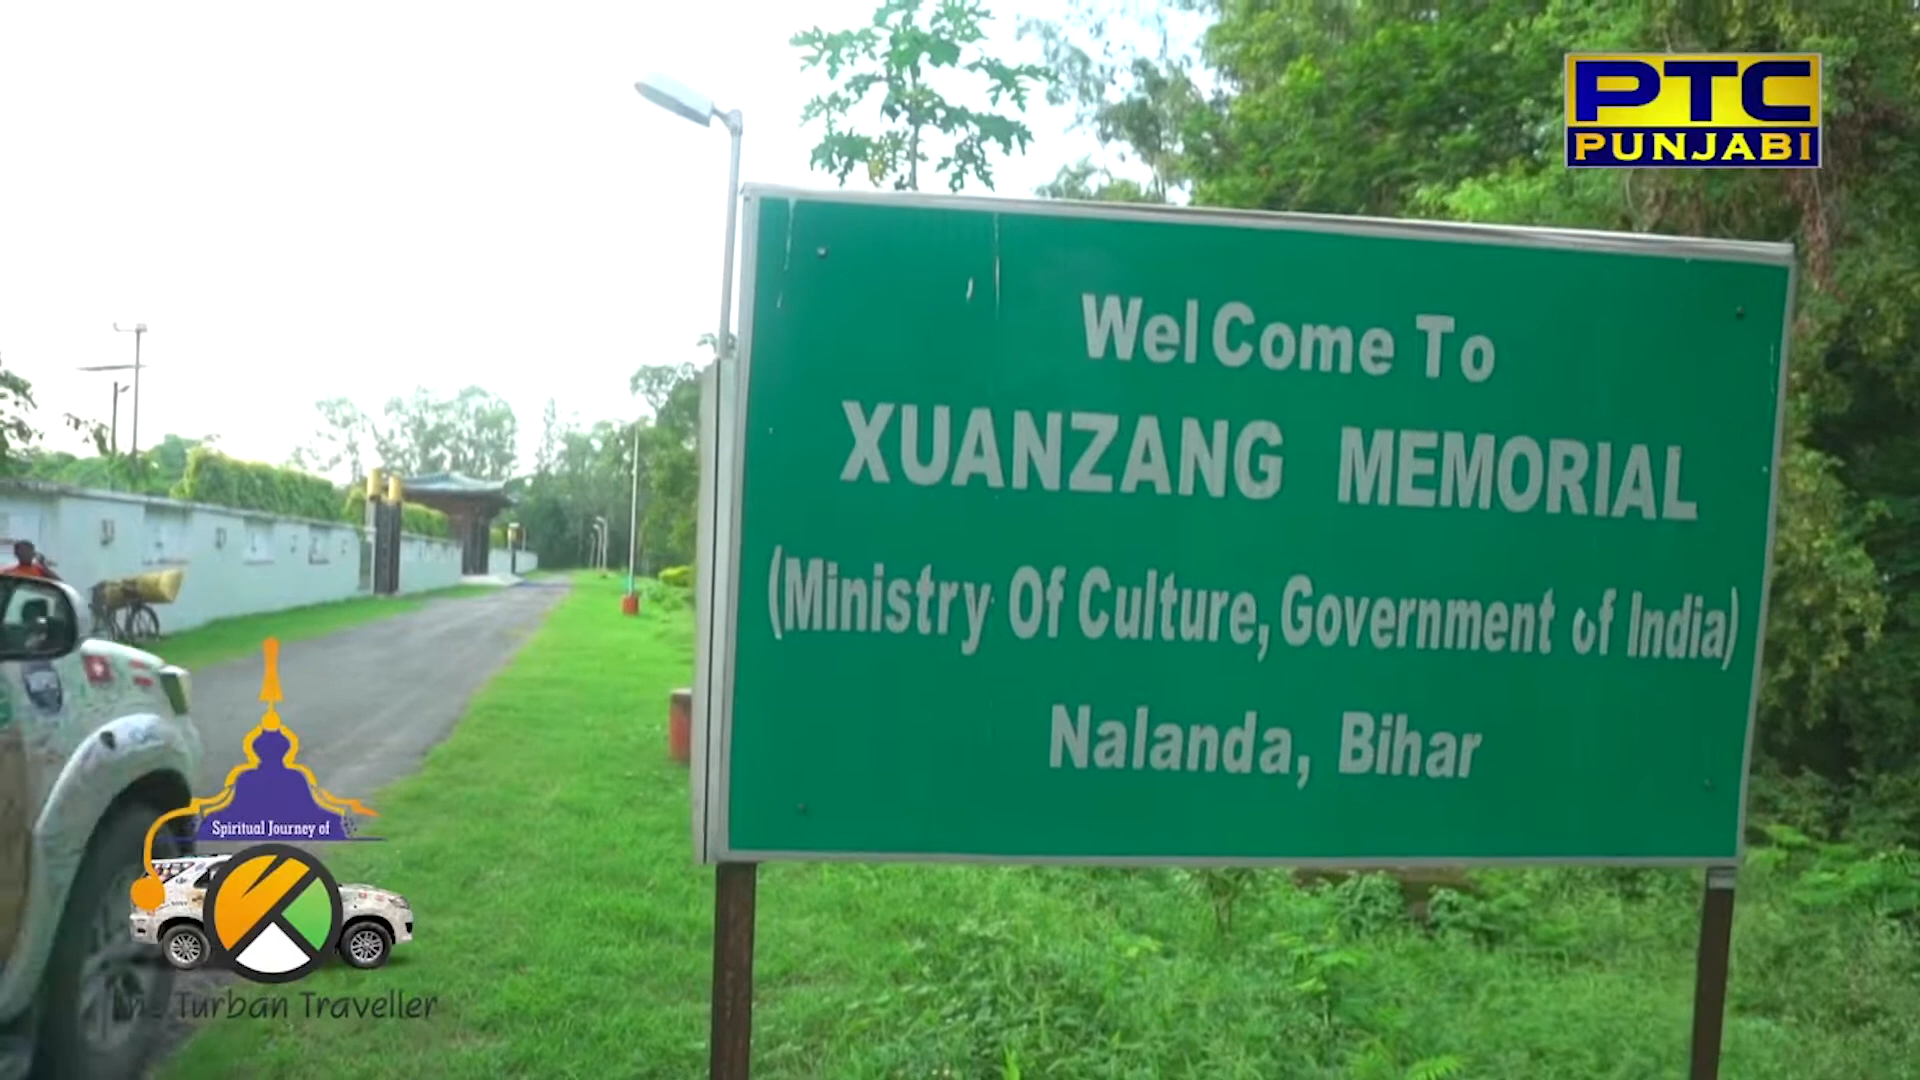 PTC
PUNJABI
Wel Come To
XUANZANG MEMORIAL
(Ministry Of Culture, Government of India)
Nalanda, Bihar
Spiritual Journey of
The Turban Traveller